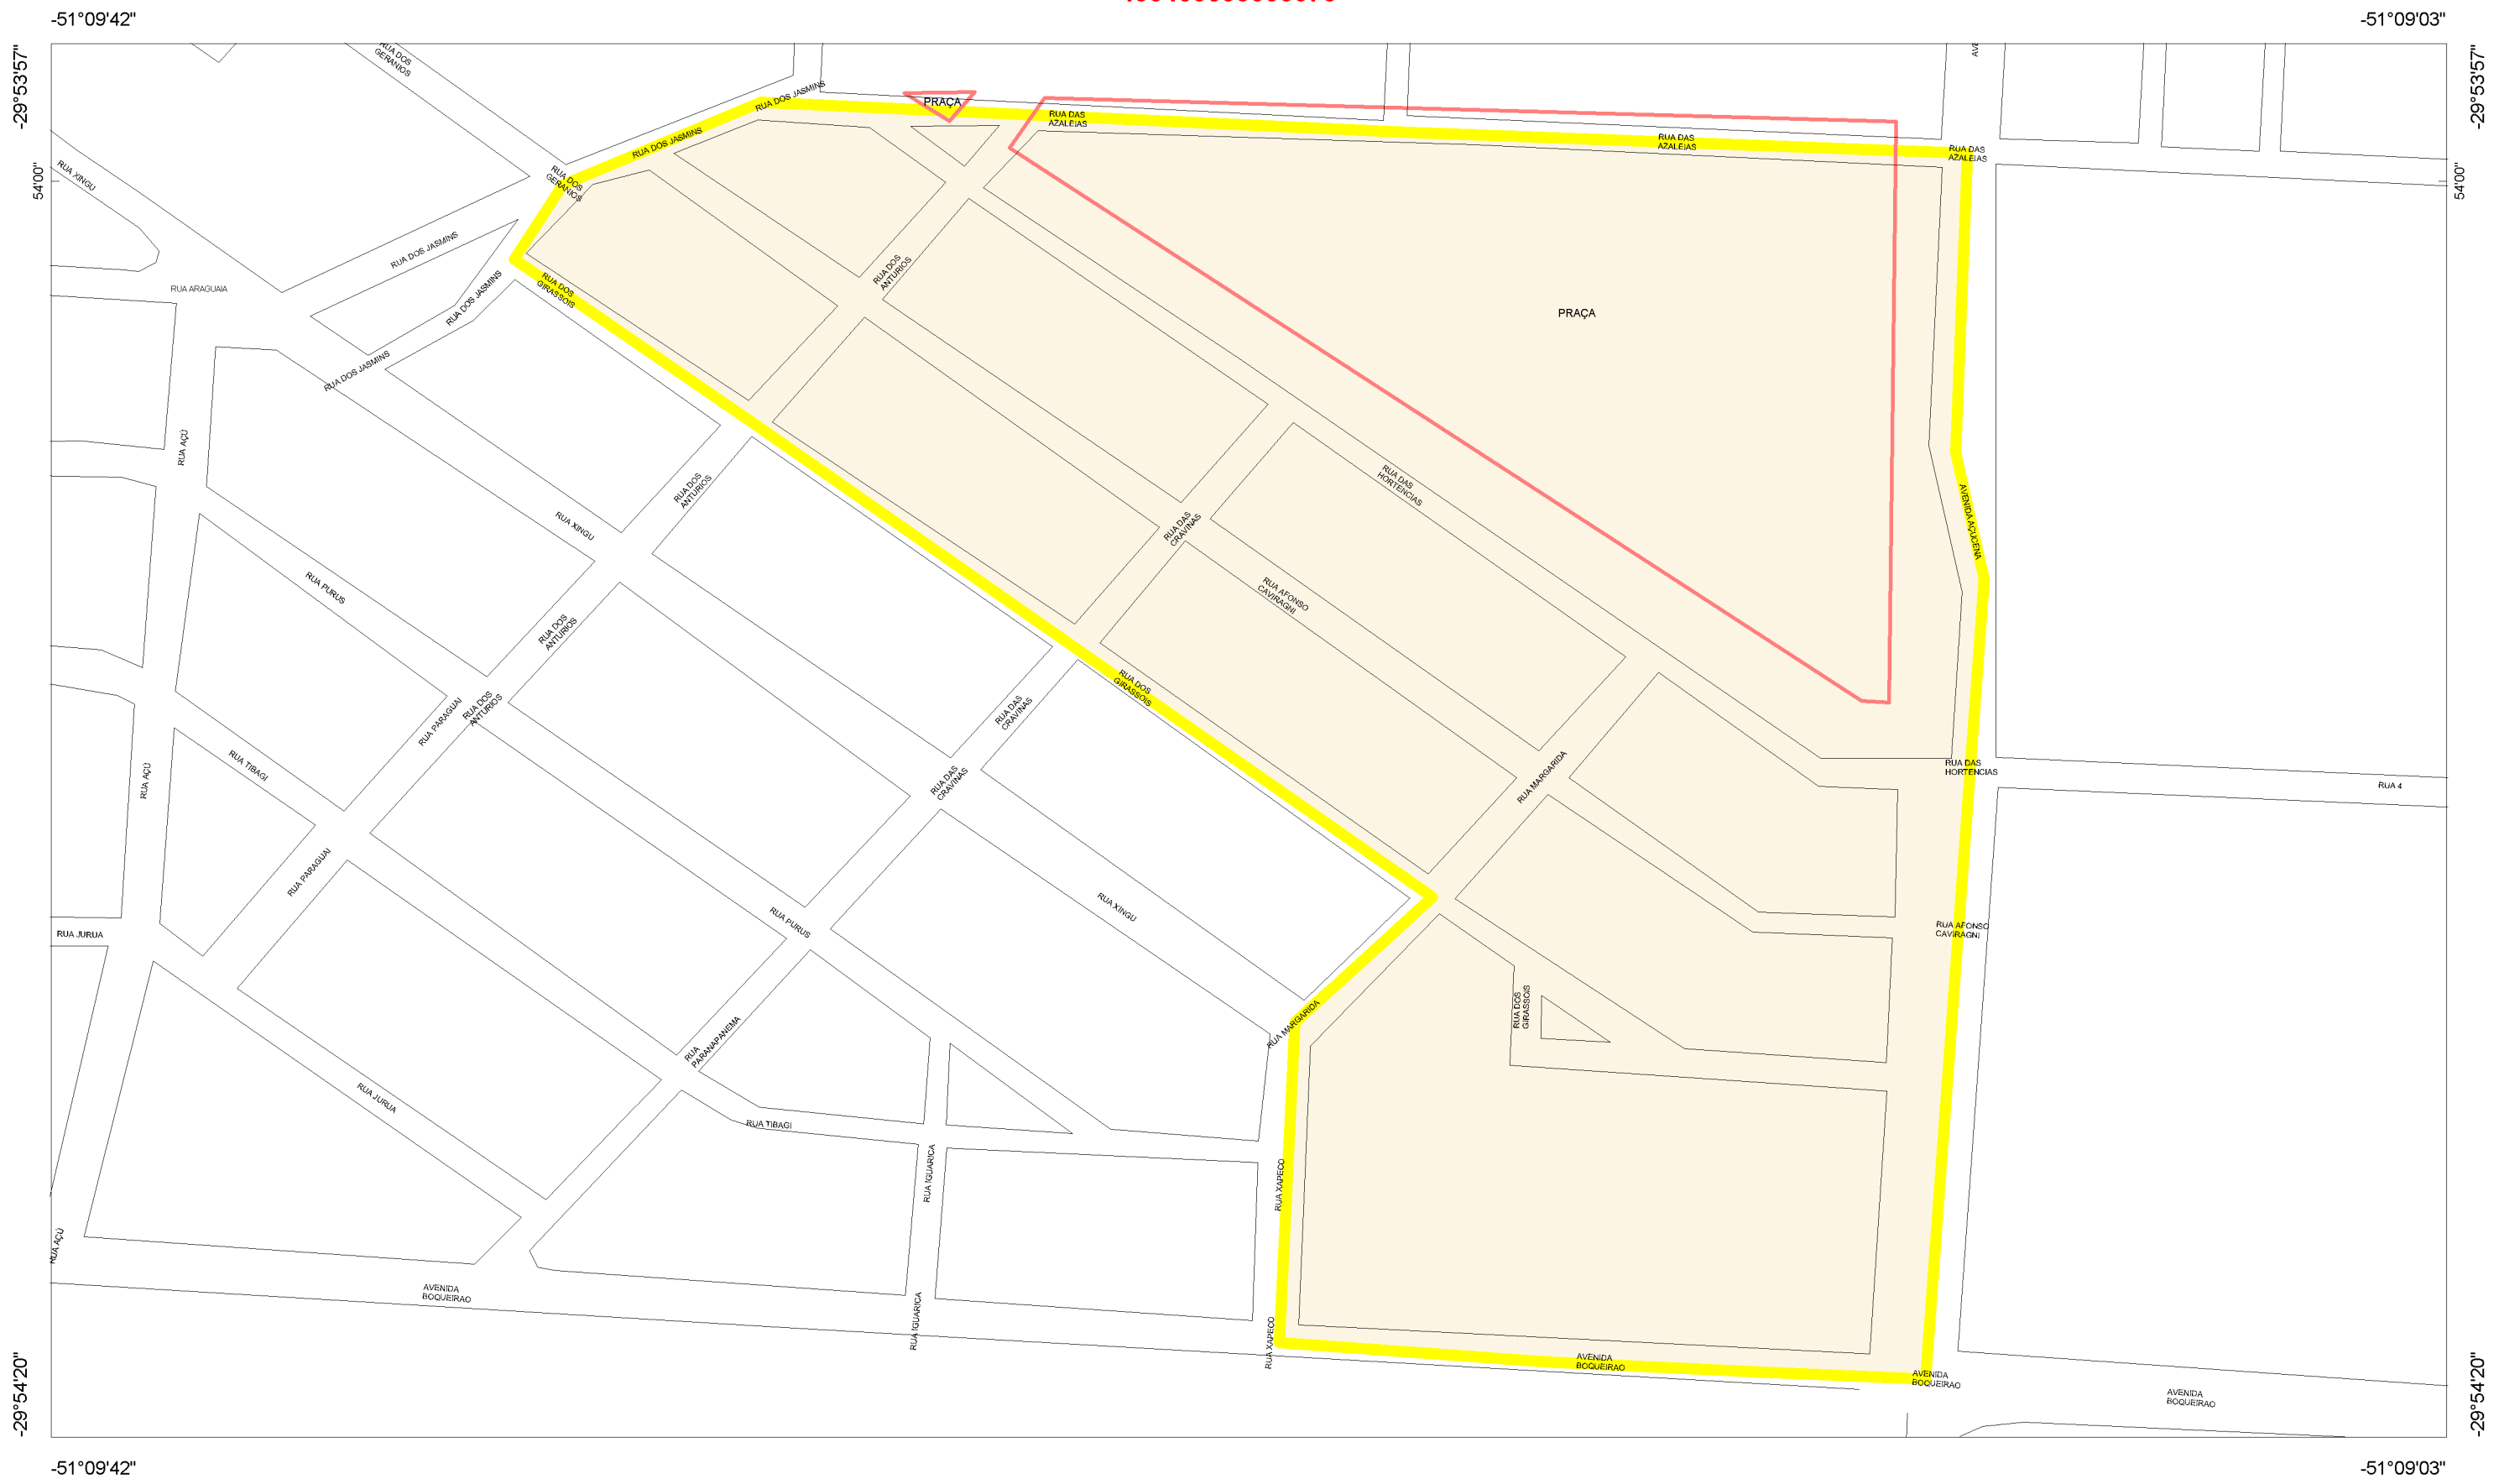 -51°09'42"
-51°09'03"
-29°53'57"
-29°53'57"
54'00"
54'00"
RUA DOS
GERANIOS
RUA DOS JASMINS
PRAÇA
RUA DAS
AZALEIAS
RUA DAS
AZALEIAS
RUA DAS
AZALEIAS
AVE
RUA XINGU
RUA DOS JASMINS
RUA DOS
GERANIOS
RUA DOS JASMINS
RUA DOS JASMINS
RUA ARAGUAIA
RUA DOS
GIRASSOIS
RUA DOS
ANTURIOS
PRAÇA
RUA DOS JASMINS
RUA AÇÚ
RUA DOS
ANTURIOS
RUA DAS
HORTENCIAS
RUA XINGU
RUA DAS
CRAVINAS
AVENIDA AÇUCENA
RUA PURUS
RUA DOS
ANTURIOS
RUA AFONSO
CAVIRAGNI
RUA PARAGUAI
RUA DOS
ANTURIOS
RUA DAS
CRAVINAS
RUA DOS
GIRASSOIS
RUA TIBAGI
RUA AÇÚ
RUA DAS
CRAVINAS
RUA MARGARIDA
RUA DAS
HORTENCIAS
RUA 4
RUA PARAGUAI
RUA PURUS
RUA XINGU
RUA JURUA
RUA AFONSO
CAVIRAGNI
RUA
PARANAPANEMA
RUA MARGARIDA
RUA DOS
GIRASSOIS
RUA JURUA
RUA TIBAGI
RUA IGUARICA
RUA XAPECO
RUA AÇÚ
AVENIDA
BOQUEIRAO
RUA IGUARICA
RUA XAPECO
AVENIDA
BOQUEIRAO
AVENIDA
BOQUEIRAO
AVENIDA
BOQUEIRAO
-29°54'20"
-29°54'20"
-51°09'42"
-51°09'03"